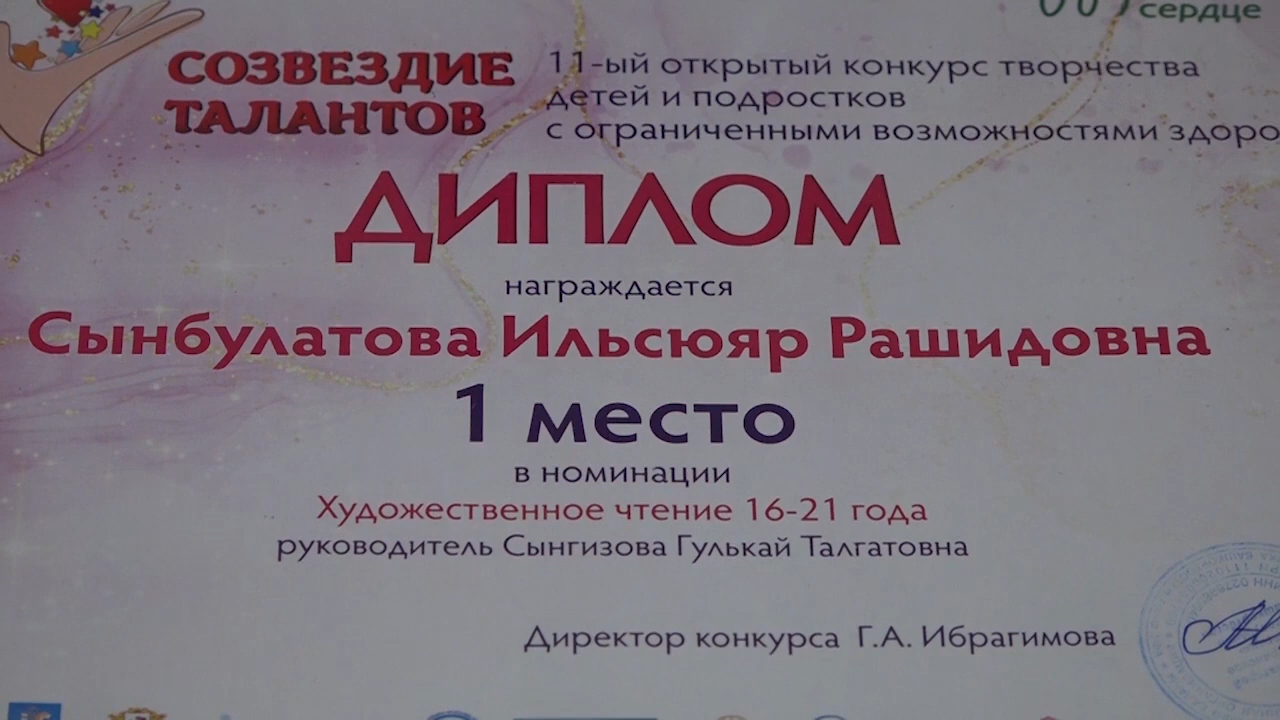 сердце
СОЗВЕЗДИЕ
ТАЛАНТОВ
11-ый открытый конкурс творчества
детей и подростков
с ограниченными возможностями здоро
ДИПЛОМ
награждается
Сынбулатова Ильсюяр Рашидовна
1 место
в номинации
Художественное чтение 16-21 года
руководитель Сынгизова Гулькай Талгатовна
Директор конкурса Г.А. Ибрагимова